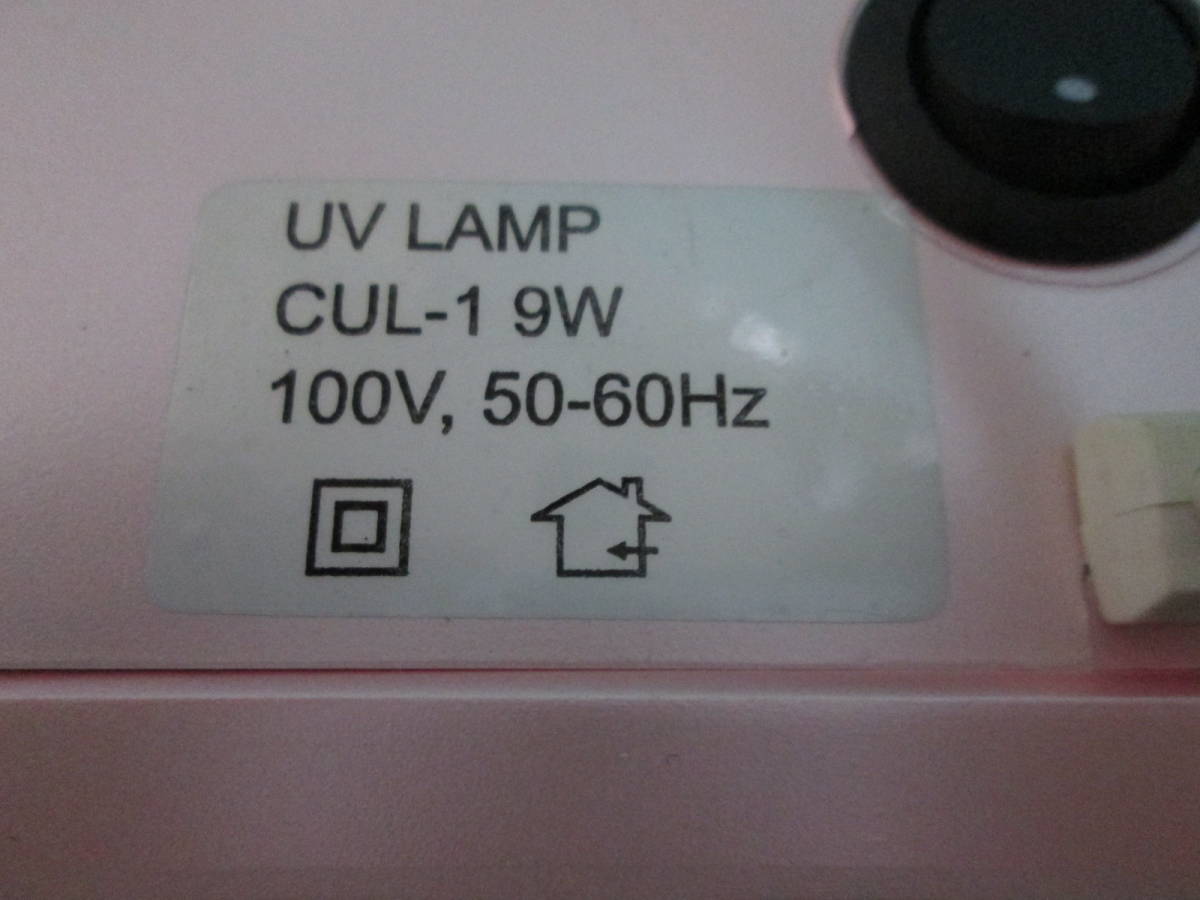 UV LAMP
CUL-1 9W
100V, 50-60Hz